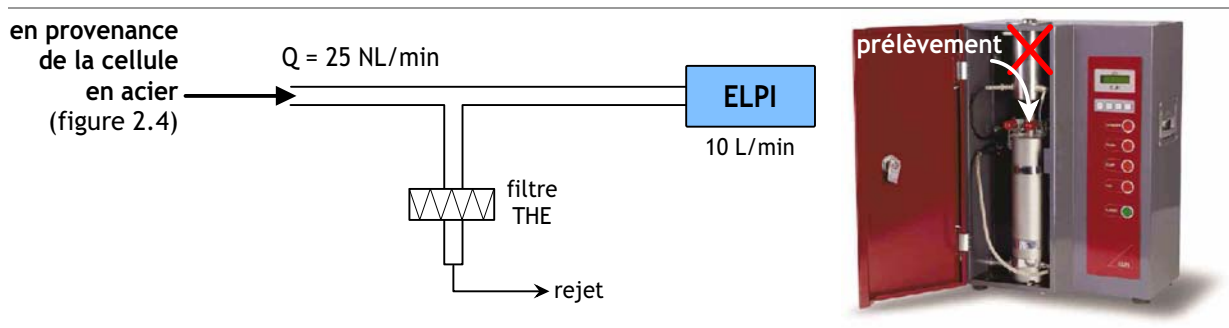 en provenance
de la cellule
en acier
(figure 2.4)
Q = 25 NL/min
ELPI
10 L/min
filtre
THE
rejet
prélèvement